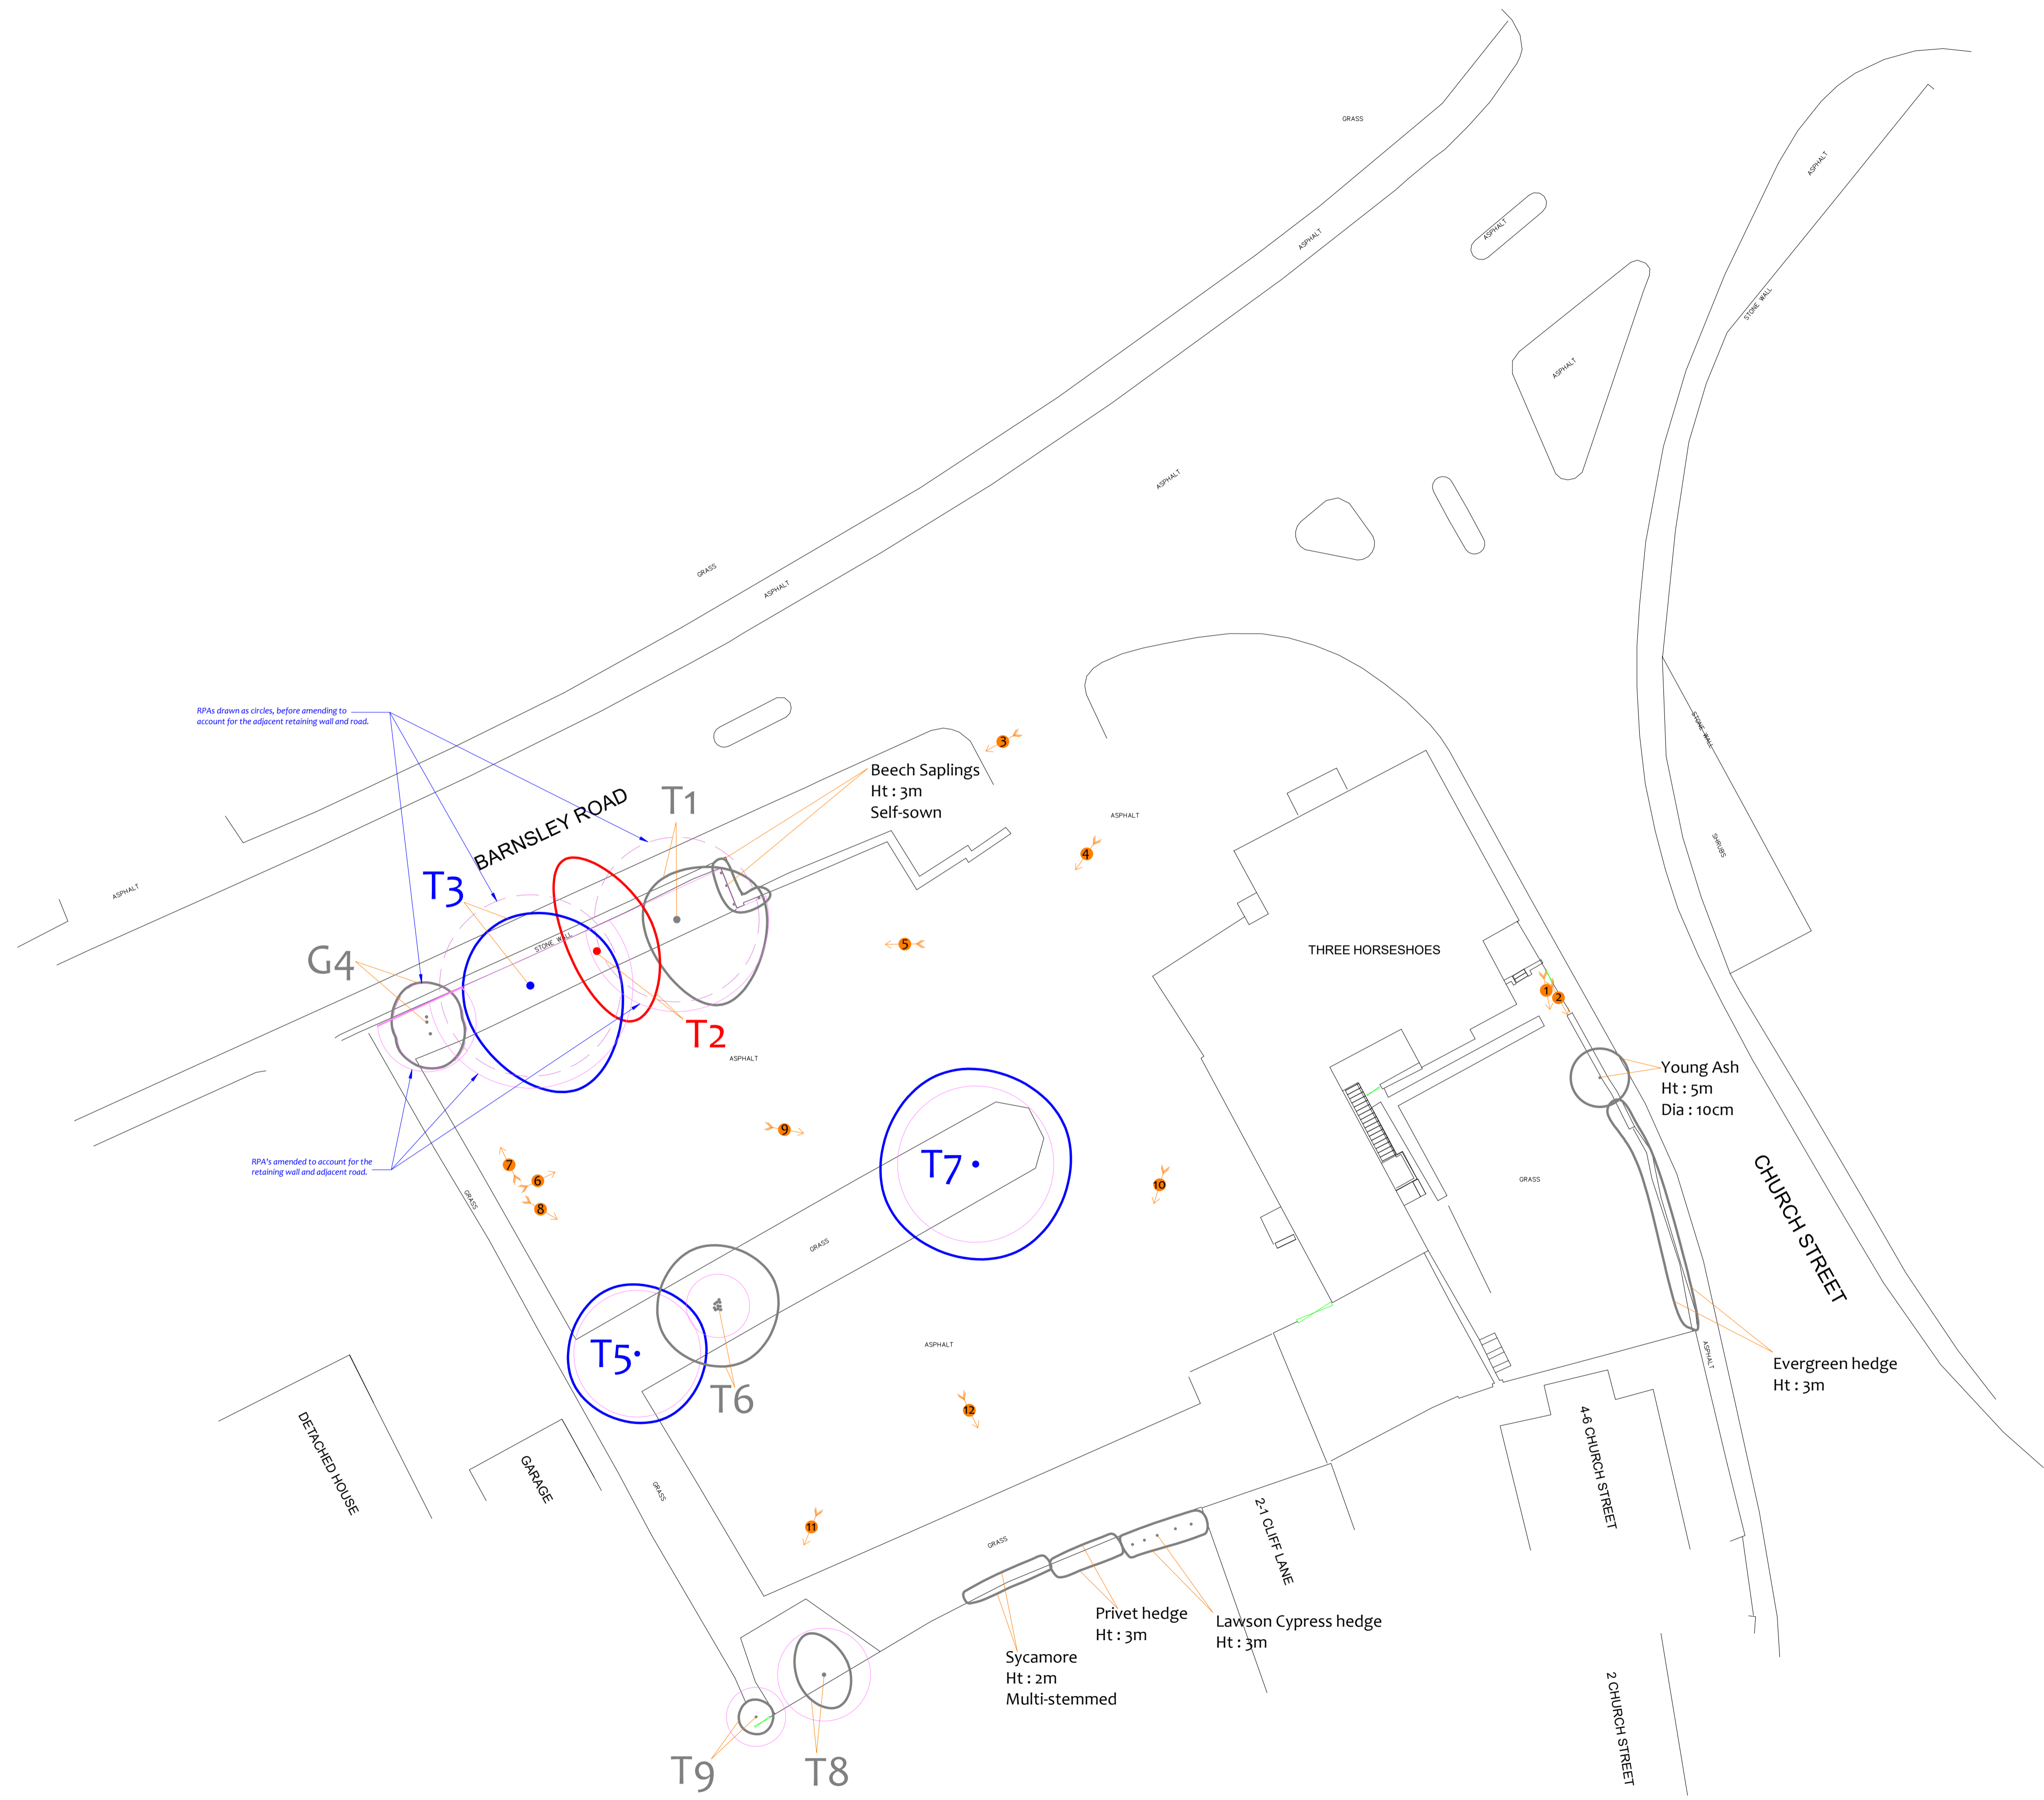 GRASS
ASPHALT
ASPHALT
ASPHALT
STONE WALL
ASPHALT
ASPHALT
GRASS
ASPHALT
RPAs drawn as circles, before amending to
account for the adjacent retaining wall and road.
STONE WALL
3
Beech Saplings
Ht : 3m
Self-sown
T1
BARNSLEY ROAD
ASPHALT
SHRUBS
4
T3
ASPHALT
STONE WALL
5
THREE HORSESHOES
G4
1
2
T2
ASPHALT
Young Ash
Ht : 5m
Dia : 10cm
9
RPA's amended to account for the
retaining wall and adjacent road.
7
6
8
T7
10
GRASS
GRASS
GRASS
CHURCH STREET
T5
T6
ASPHALT
ASPHALT
Evergreen hedge
Ht : 3m
12
DETACHED HOUSE
GARAGE
GRASS
4-6 CHURCH STREET
11
GRASS
2-1 CLIFF LANE
Privet hedge
Ht : 3m
Lawson Cypress hedge
Ht : 3m
Sycamore
Ht : 2m
Multi-stemmed
2 CHURCH STREET
T9
T8